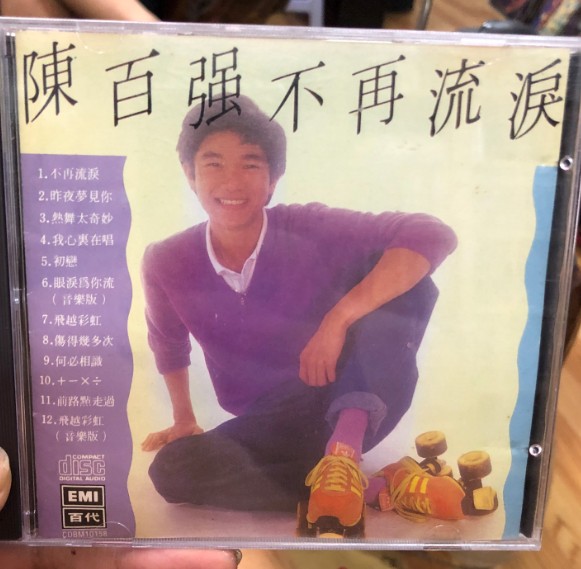 陳百强不再流淚
1.不再流淚
2.昨夜夢見你
3.熱舞太奇妙
4.我心裏在唱
5.初戀
6.眼淚爲你流
(音樂版)
7.飛越彩虹
8.傷得幾多次
9.何必相識
10.+−×÷
11.前路點走過
12.飛越彩虹
(音樂版)
COMPACT
disc
DIGITAL AUDIO
EMI
百代